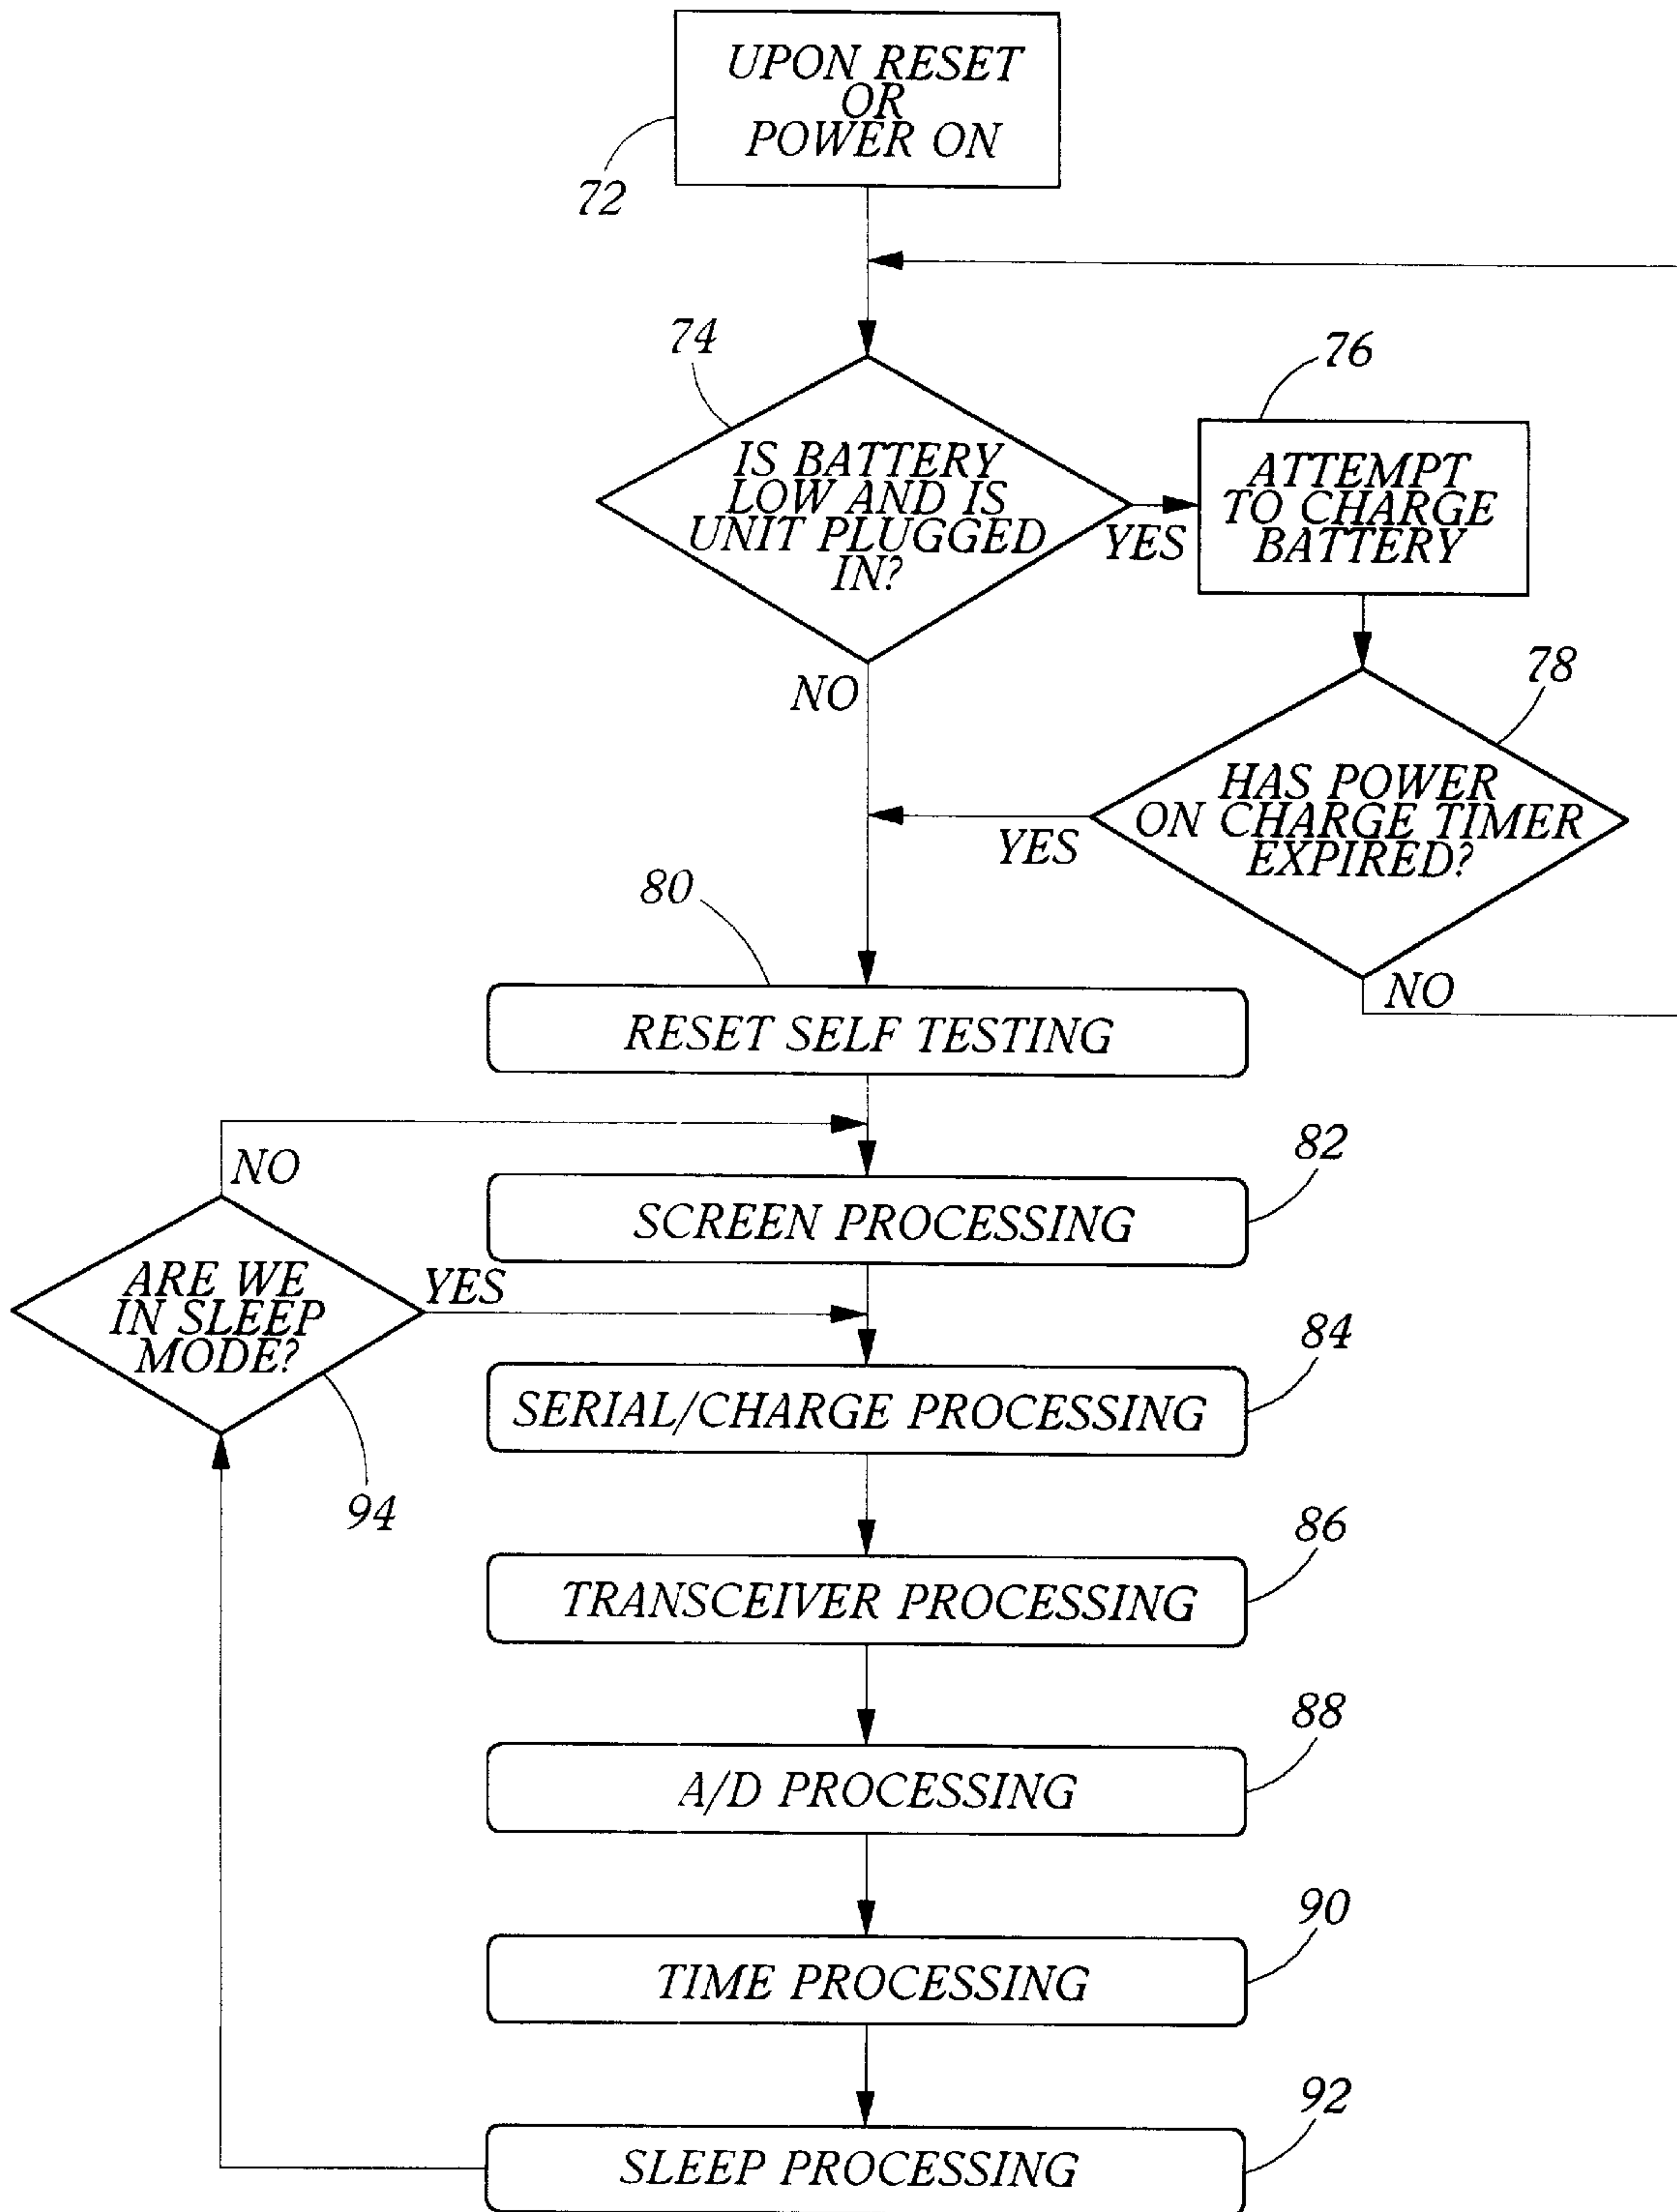 UPON RESET
OR
POWER ON
72
74
IS BATTERY
LOW AND IS
UNIT PLUGGED
IN?
YES
NO
76
ATTEMPT
TO CHARGE
BATTERY
78
HAS POWER
ON CHARGE TIMER
EXPIRED?
YES
NO
80
RESET SELF TESTING
82
SCREEN PROCESSING
NO
ARE WE
IN SLEEP
MODE?
YES
94
84
SERIAL/CHARGE PROCESSING
86
TRANSCEIVER PROCESSING
88
A/D PROCESSING
90
TIME PROCESSING
92
SLEEP PROCESSING